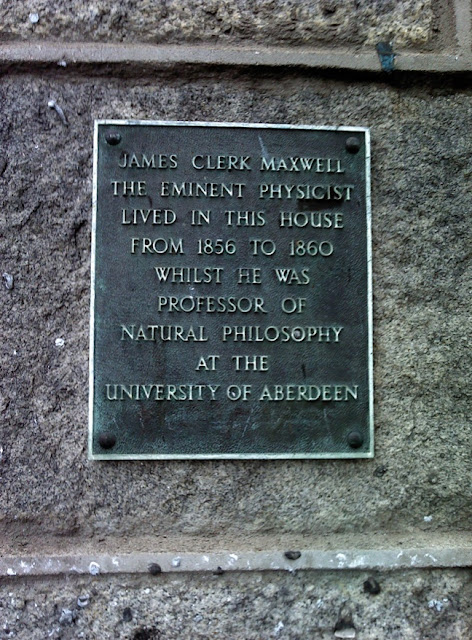 JAMES CLERK MAXWELL
THE EMINENT PHYSICIST
LIVED IN THIS HOUSE
FROM 1856 TO 1860
WHILST HE WAS
PROFESSOR OF
NATURAL PHILOSOPHY
AT THE
UNIVERSITY OF ABERDEEN